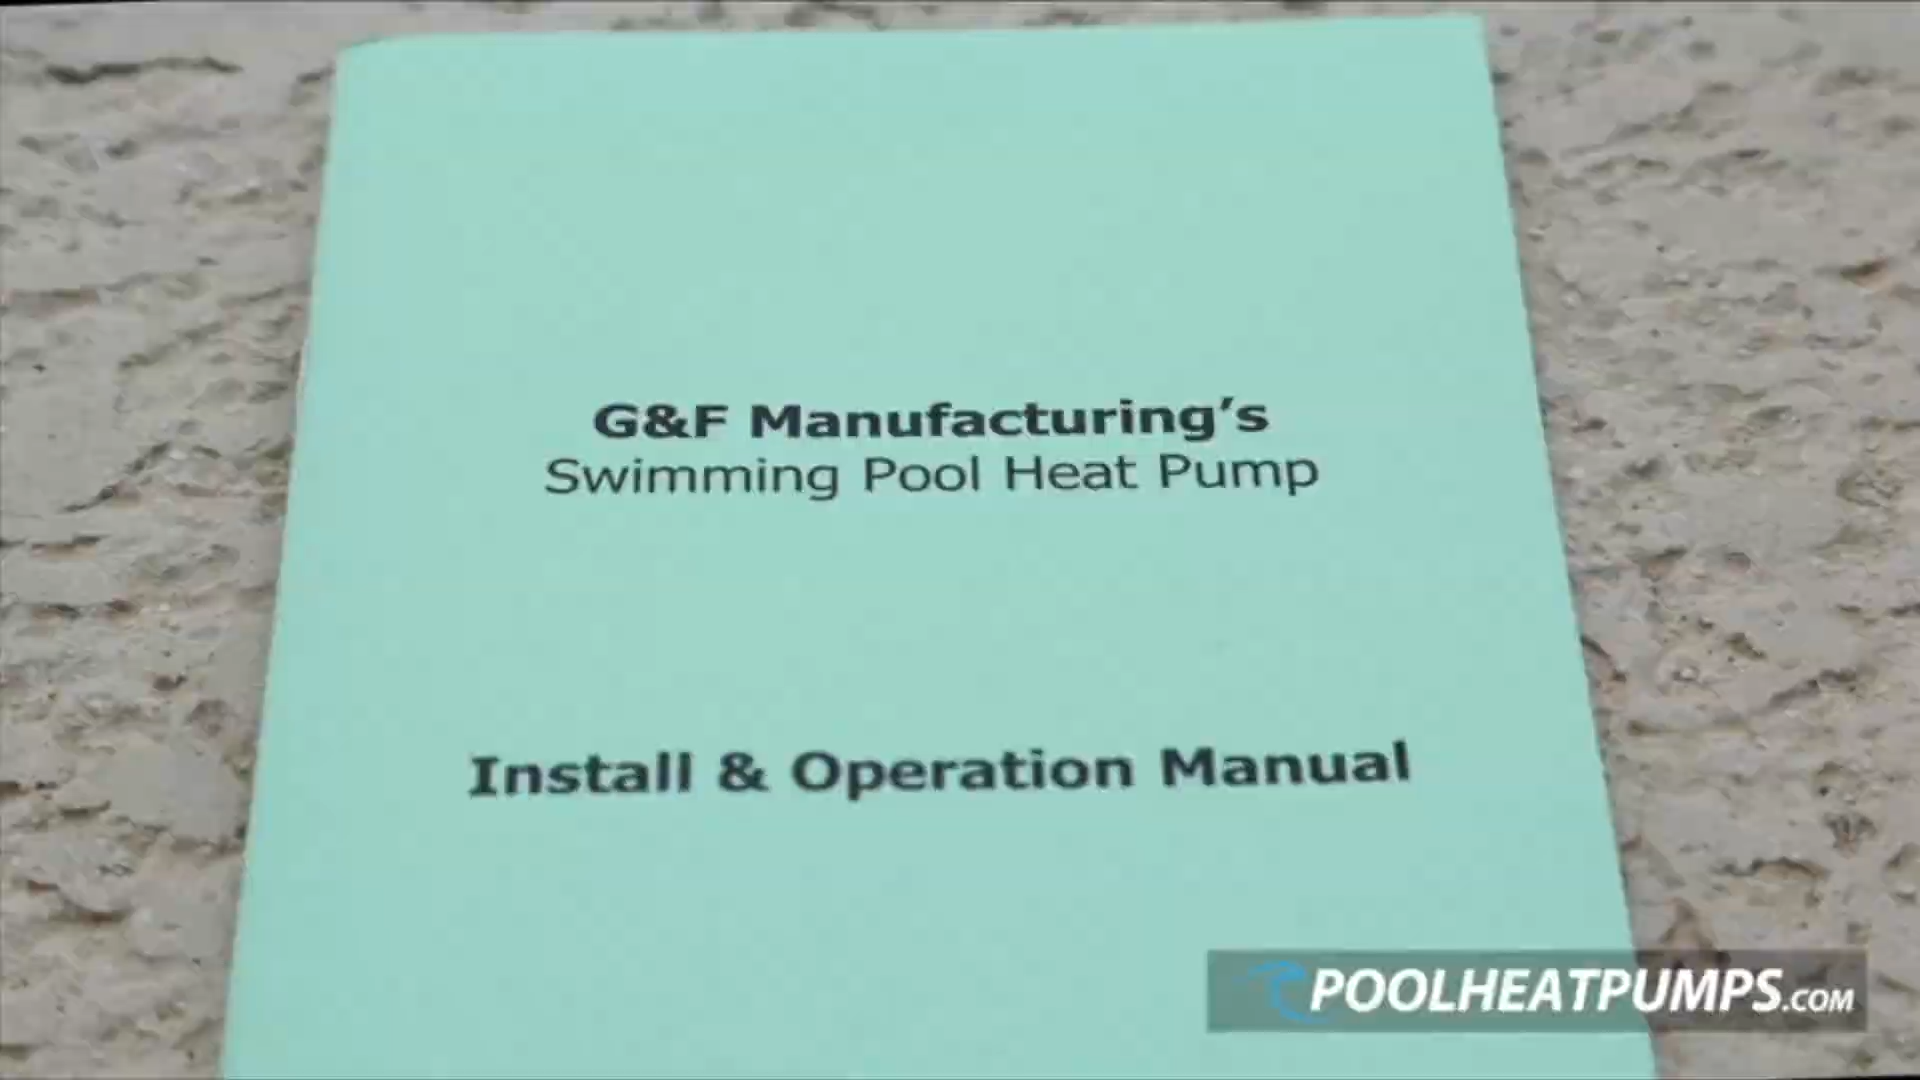 G&F Manufacturing's
Swimming Pool Heat Pump
Install & Operation Manual
POOLHEATPUMPS.COM